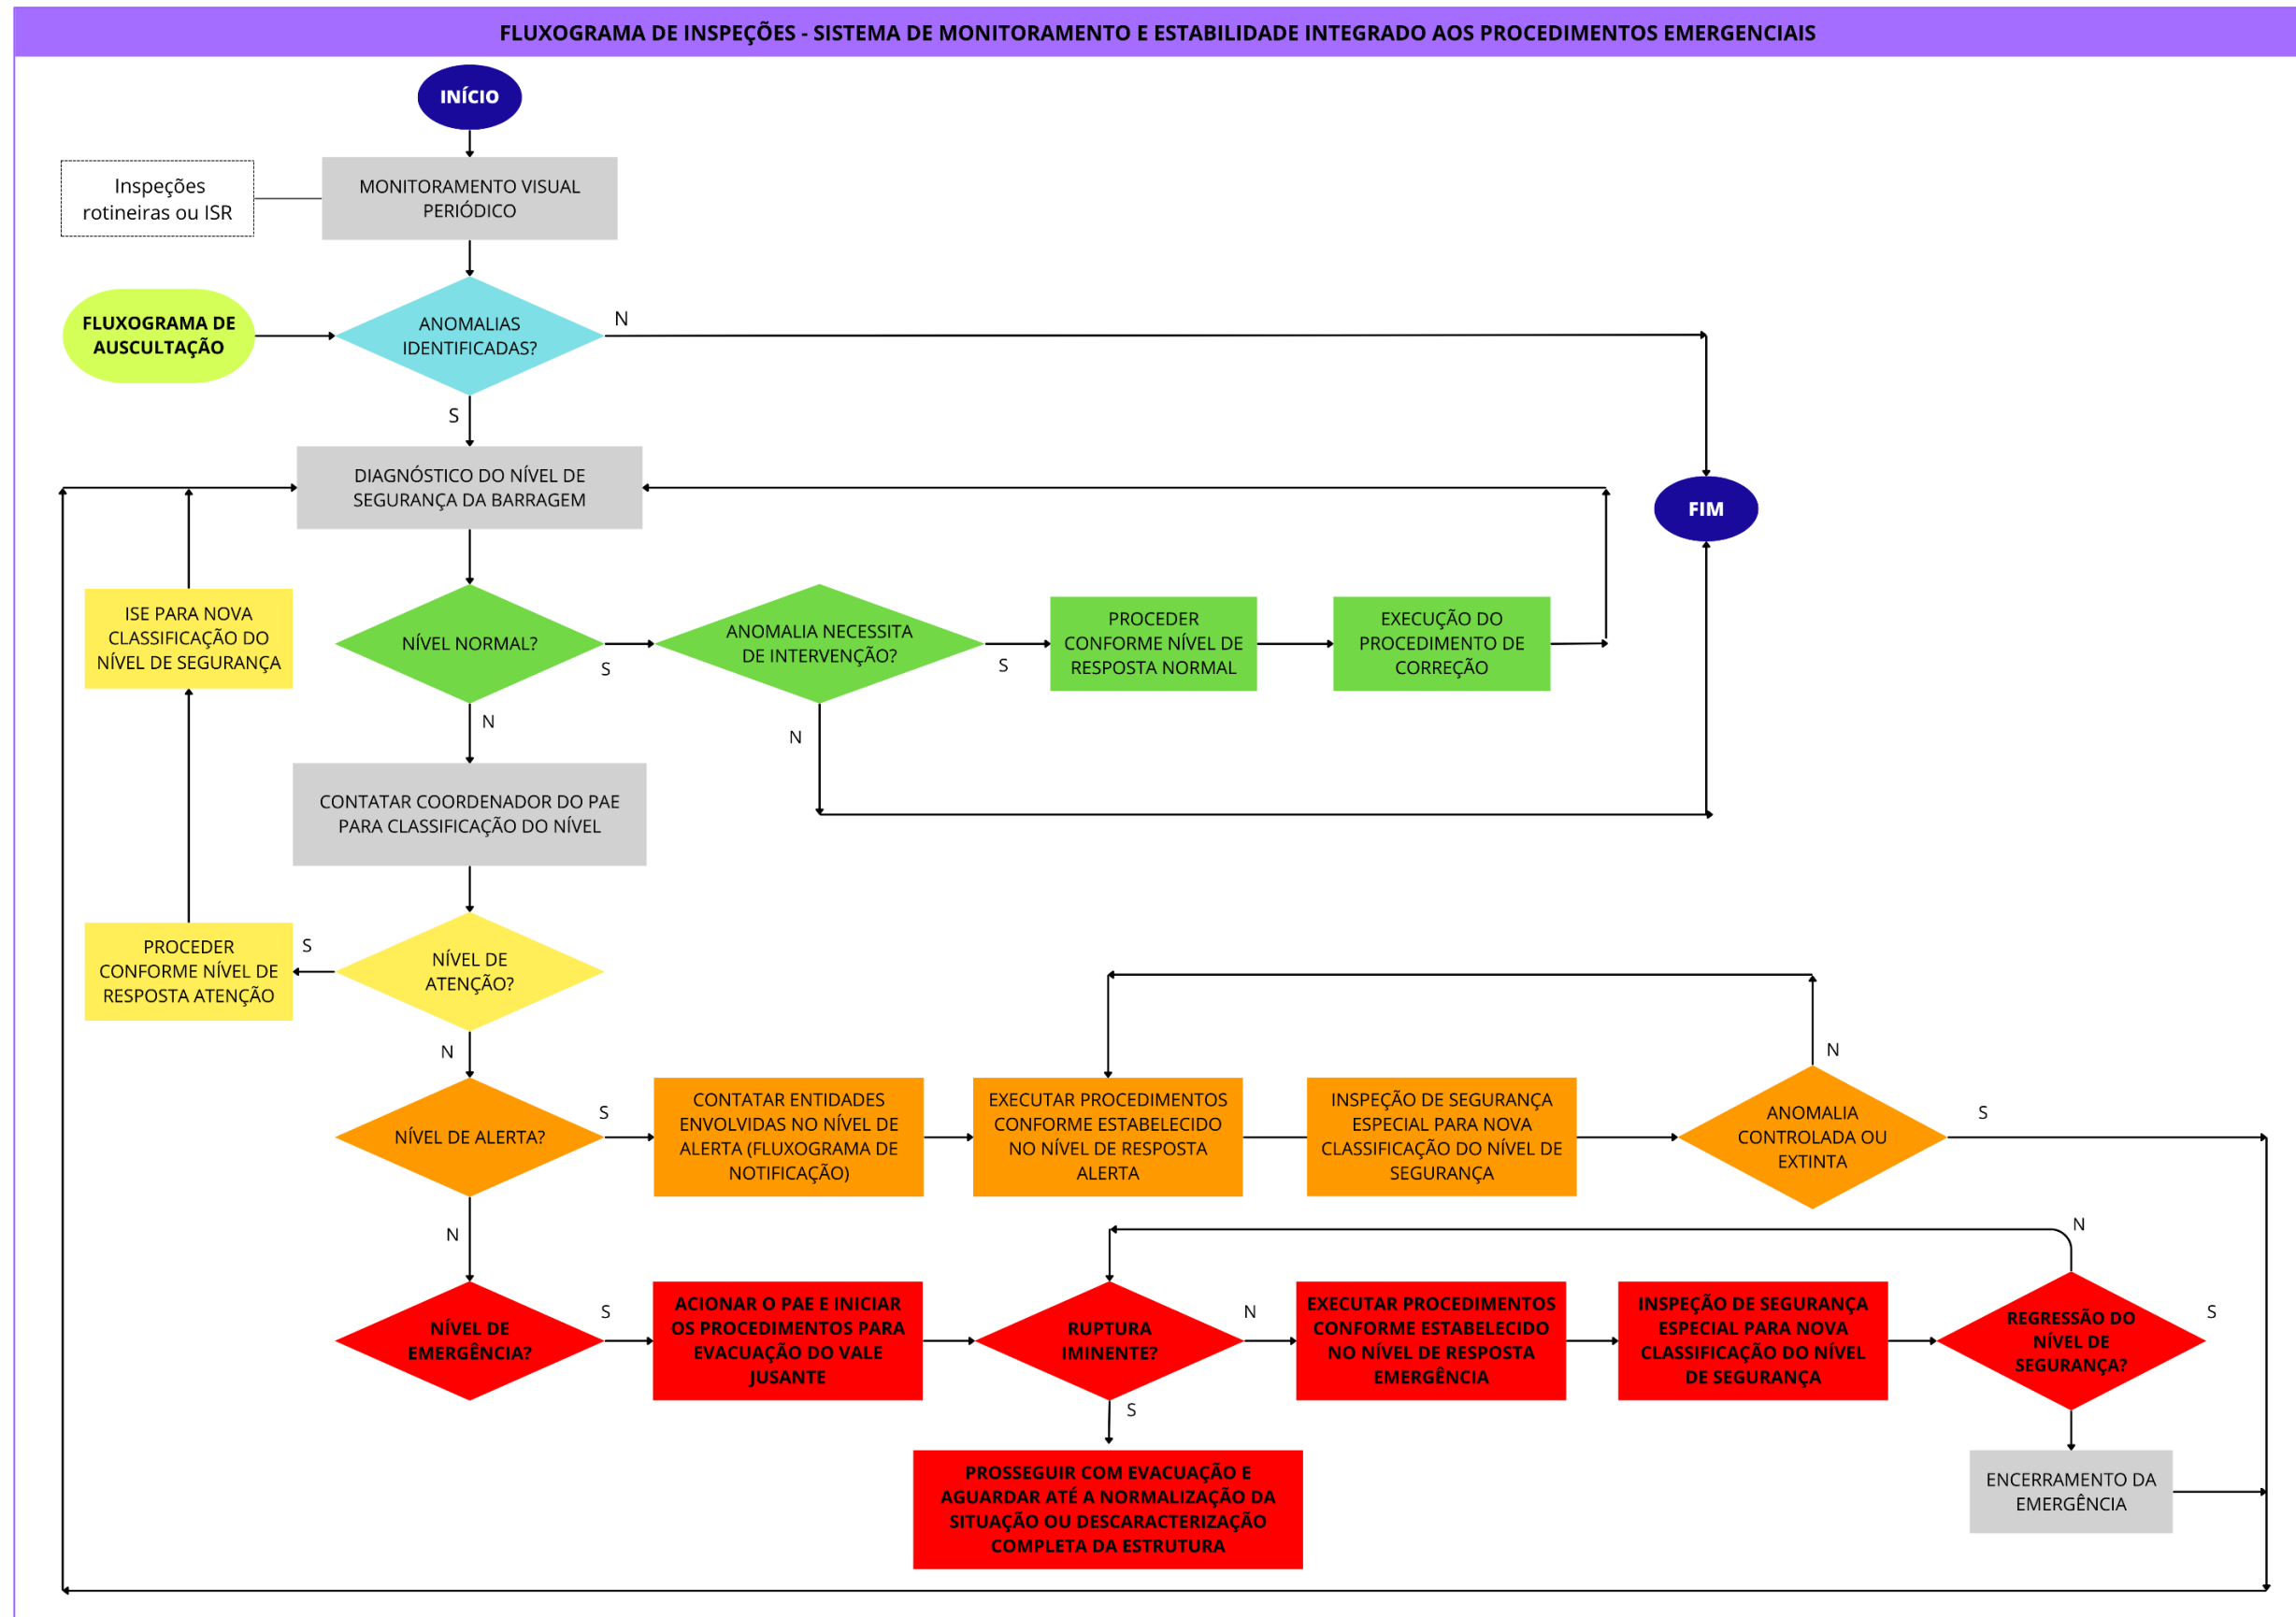 FLUXOGRAMA DE INSPEÇÕES - SISTEMA DE MONITORAMENTO E ESTABILIDADE INTEGRADO AOS PROCEDIMENTOS EMERGENCIAIS
INÍCIO
Inspeções
rotineiras ou ISR
MONITORAMENTO VISUAL
PERIÓDICO
FLUXOGRAMA DE
AUSCULTAÇÃO
ANOMALIAS
IDENTIFICADAS?
N
S
DIAGNÓSTICO DO NÍVEL DE
SEGURANÇA DA BARRAGEM
FIM
ISE PARA NOVA
CLASSIFICAÇÃO DO
NÍVEL DE SEGURANÇA
NÍVEL NORMAL?
S
ANOMALIA NECESSITA
DE INTERVENÇÃO?
S
PROCEDER
CONFORME NÍVEL DE
RESPOSTA NORMAL
EXECUÇÃO DO
PROCEDIMENTO DE
CORREÇÃO
N
N
CONTATAR COORDENADOR DO PAE
PARA CLASSIFICAÇÃO DO NÍVEL
PROCEDER
CONFORME NÍVEL DE
RESPOSTA ATENÇÃO
S
NÍVEL DE
ATENÇÃO?
N
N
NÍVEL DE ALERTA?
S
CONTATAR ENTIDADES
ENVOLVIDAS NO NÍVEL DE
ALERTA (FLUXOGRAMA DE
NOTIFICAÇÃO)
EXECUTAR PROCEDIMENTOS
CONFORME ESTABELECIDO
NO NÍVEL DE RESPOSTA
ALERTA
INSPEÇÃO DE SEGURANÇA
ESPECIAL PARA NOVA
CLASSIFICAÇÃO DO NÍVEL DE
SEGURANÇA
ANOMALIA
CONTROLADA OU
EXTINTA
S
N
N
NÍVEL DE
EMERGÊNCIA?
S
ACIONAR O PAE E INICIAR
OS PROCEDIMENTOS PARA
EVACUAÇÃO DO VALE
JUSANTE
RUPTURA
IMINENTE?
N
EXECUTAR PROCEDIMENTOS
CONFORME ESTABELECIDO
NO NÍVEL DE RESPOSTA
EMERGÊNCIA
INSPEÇÃO DE SEGURANÇA
ESPECIAL PARA NOVA
CLASSIFICAÇÃO DO NÍVEL
DE SEGURANÇA
REGRESSÃO DO
NÍVEL DE
SEGURANÇA?
S
S
PROSSEGUIR COM EVACUAÇÃO E
AGUARDAR ATÉ A NORMALIZAÇÃO DA
SITUAÇÃO OU DESCARACTERIZAÇÃO
COMPLETA DA ESTRUTURA
ENCERRAMENTO DA
EMERGÊNCIA